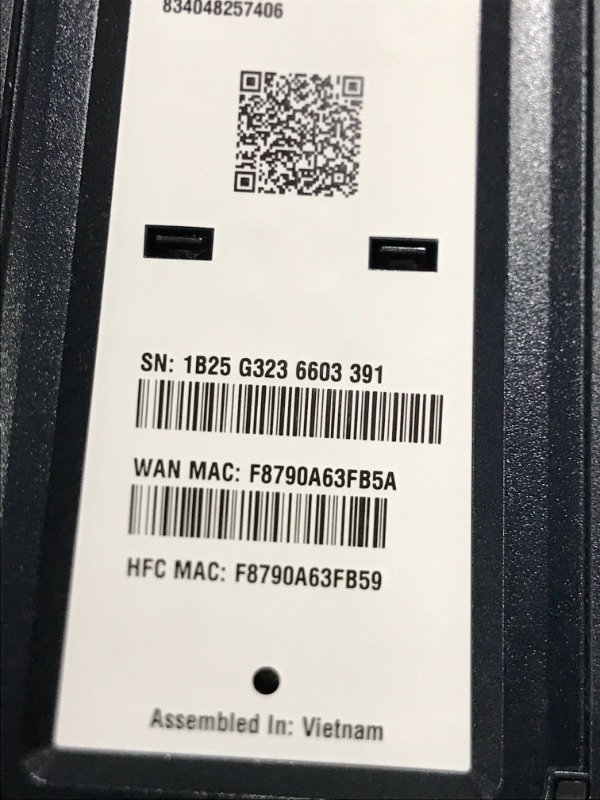 834048257406
SN: 1B25 G323 6603 391
WAN MAC: F8790A63FB5A
HFC MAC: F8790A63FB59
Assembled In: Vietnam